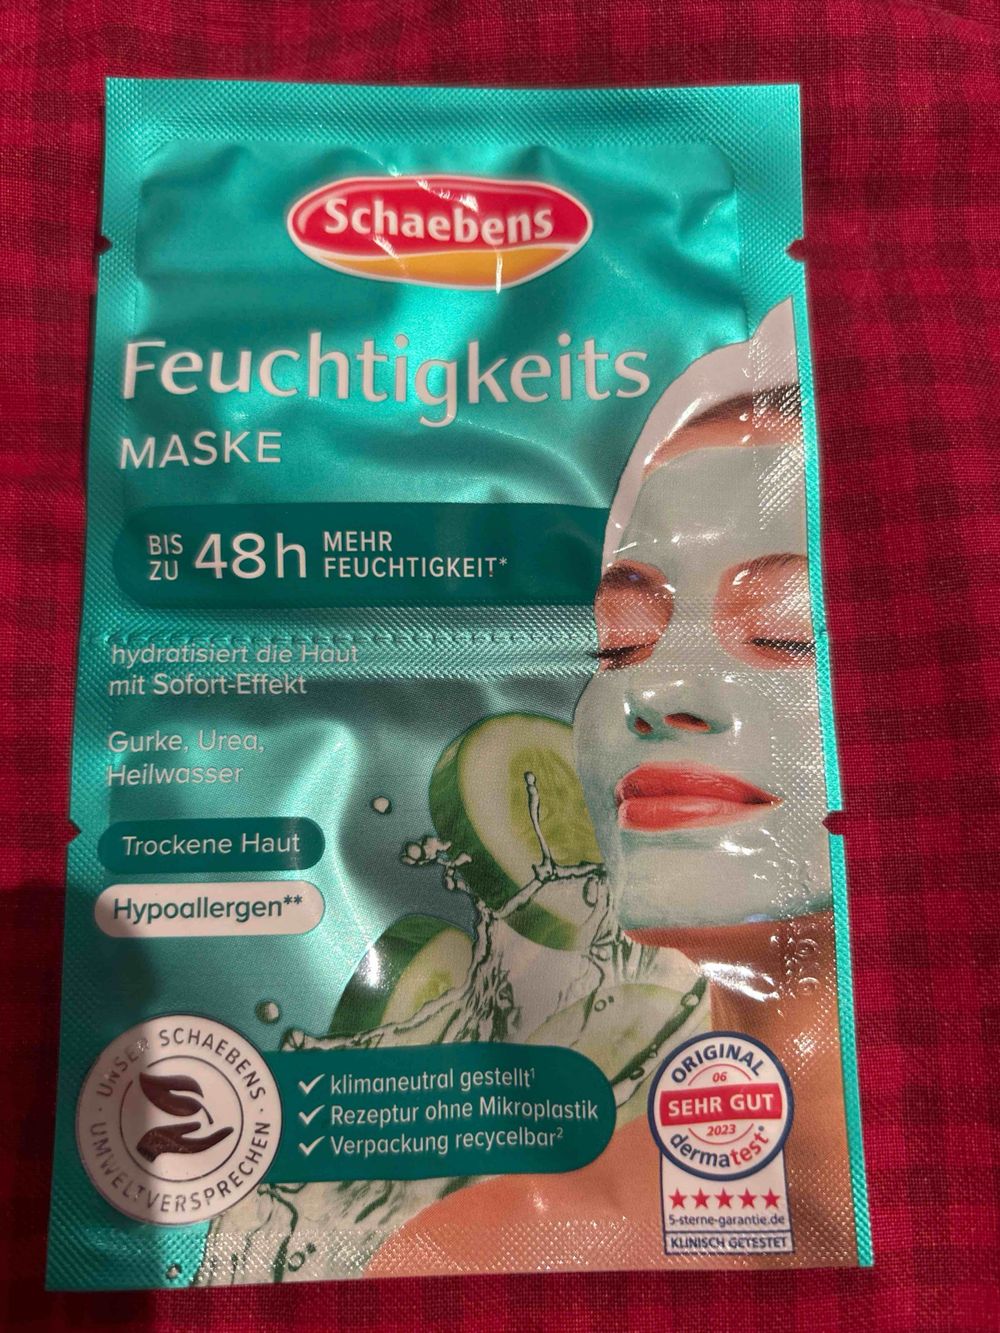 Schaebens
Feuchtigkeits
MASKE
BIS
ZU
48h
MEHR
FEUCHTIGKEIT*
hydratisiert die Haut
mit Sofort-Effekt
Gurke, Urea,
Heilwasser
Trockene Haut
Hypoallergen**
UNSER SCHAEBENS · UMWELTVERSPRECHEN ·
klimaneutral gestellt¹
Rezeptur ohne Mikroplastik
Verpackung recycelbar²
ORIGINAL
06
SEHR GUT
2023
dermatest®
5-sterne-garantie.de
KLINISCH GETESTET